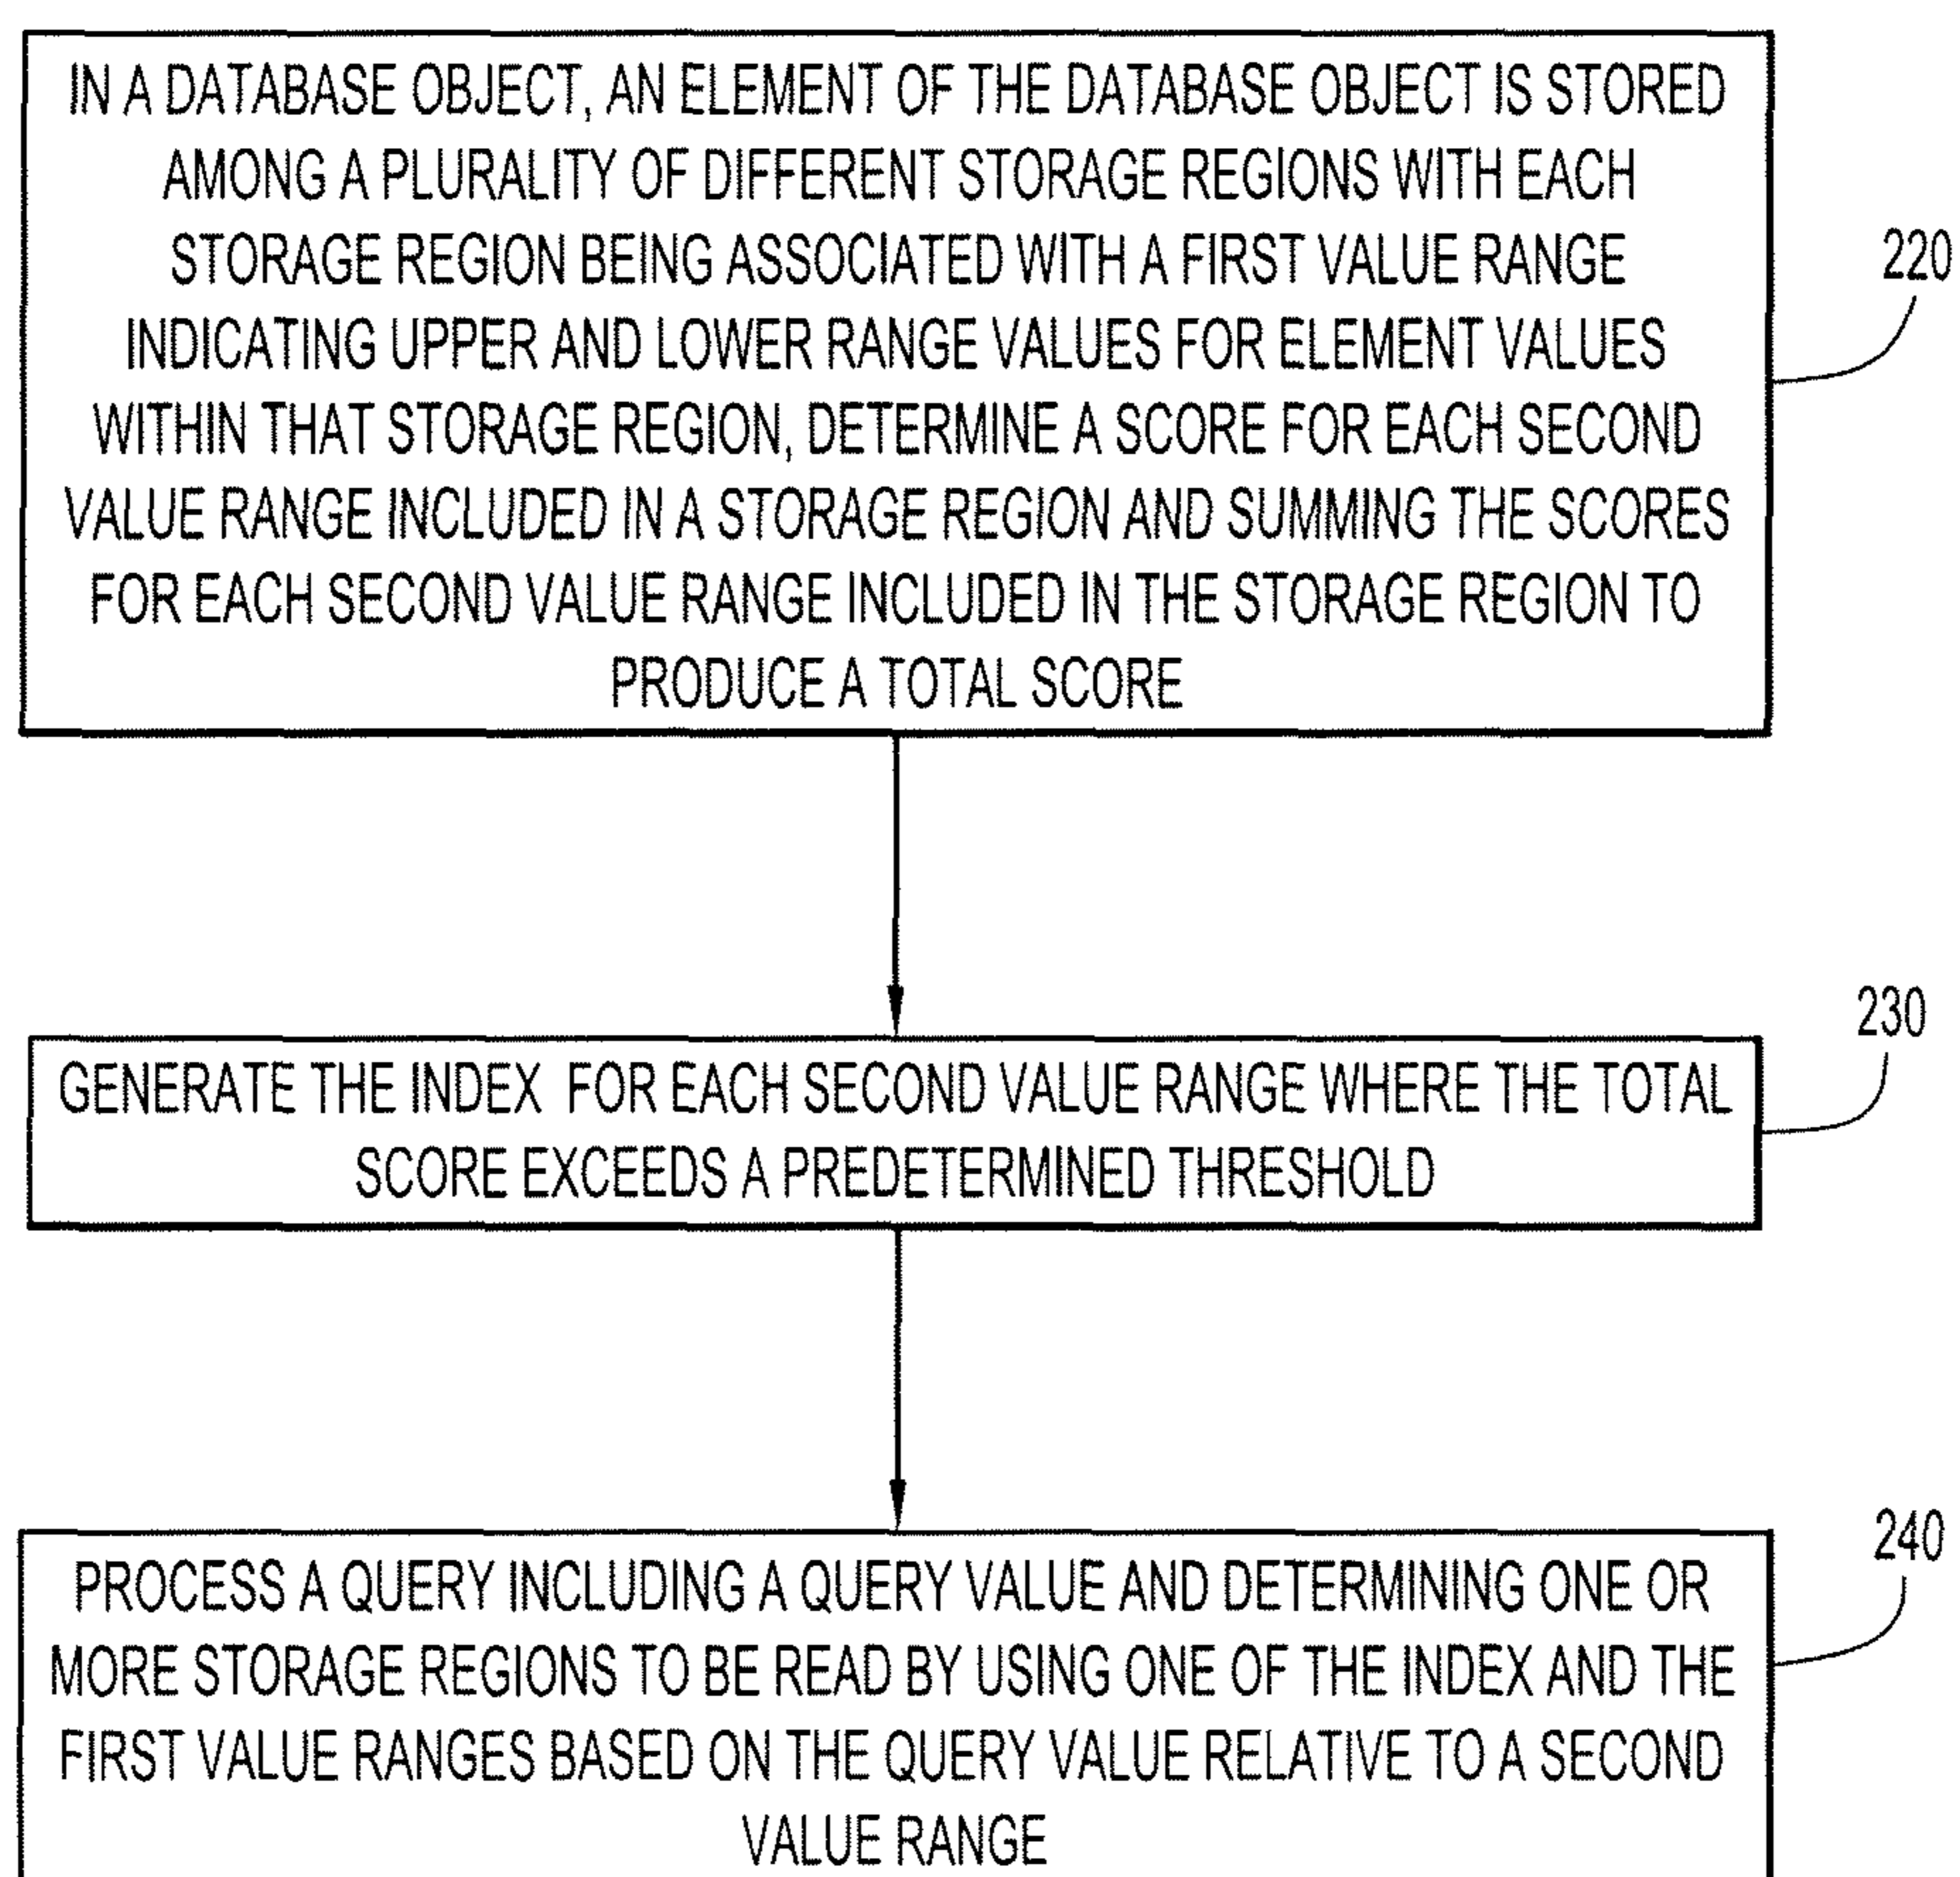 IN A DATABASE OBJECT, AN ELEMENT OF THE DATABASE OBJECT IS STORED
AMONG A PLURALITY OF DIFFERENT STORAGE REGIONS WITH EACH
STORAGE REGION BEING ASSOCIATED WITH A FIRST VALUE RANGE
INDICATING UPPER AND LOWER RANGE VALUES FOR ELEMENT VALUES
WITHIN THAT STORAGE REGION, DETERMINE A SCORE FOR EACH SECOND
VALUE RANGE INCLUDED IN A STORAGE REGION AND SUMMING THE SCORES
FOR EACH SECOND VALUE RANGE INCLUDED IN THE STORAGE REGION TO
PRODUCE A TOTAL SCORE
220
GENERATE THE INDEX FOR EACH SECOND VALUE RANGE WHERE THE TOTAL
SCORE EXCEEDS A PREDETERMINED THRESHOLD
230
PROCESS A QUERY INCLUDING A QUERY VALUE AND DETERMINING ONE OR
MORE STORAGE REGIONS TO BE READ BY USING ONE OF THE INDEX AND THE
FIRST VALUE RANGES BASED ON THE QUERY VALUE RELATIVE TO A SECOND
VALUE RANGE
240